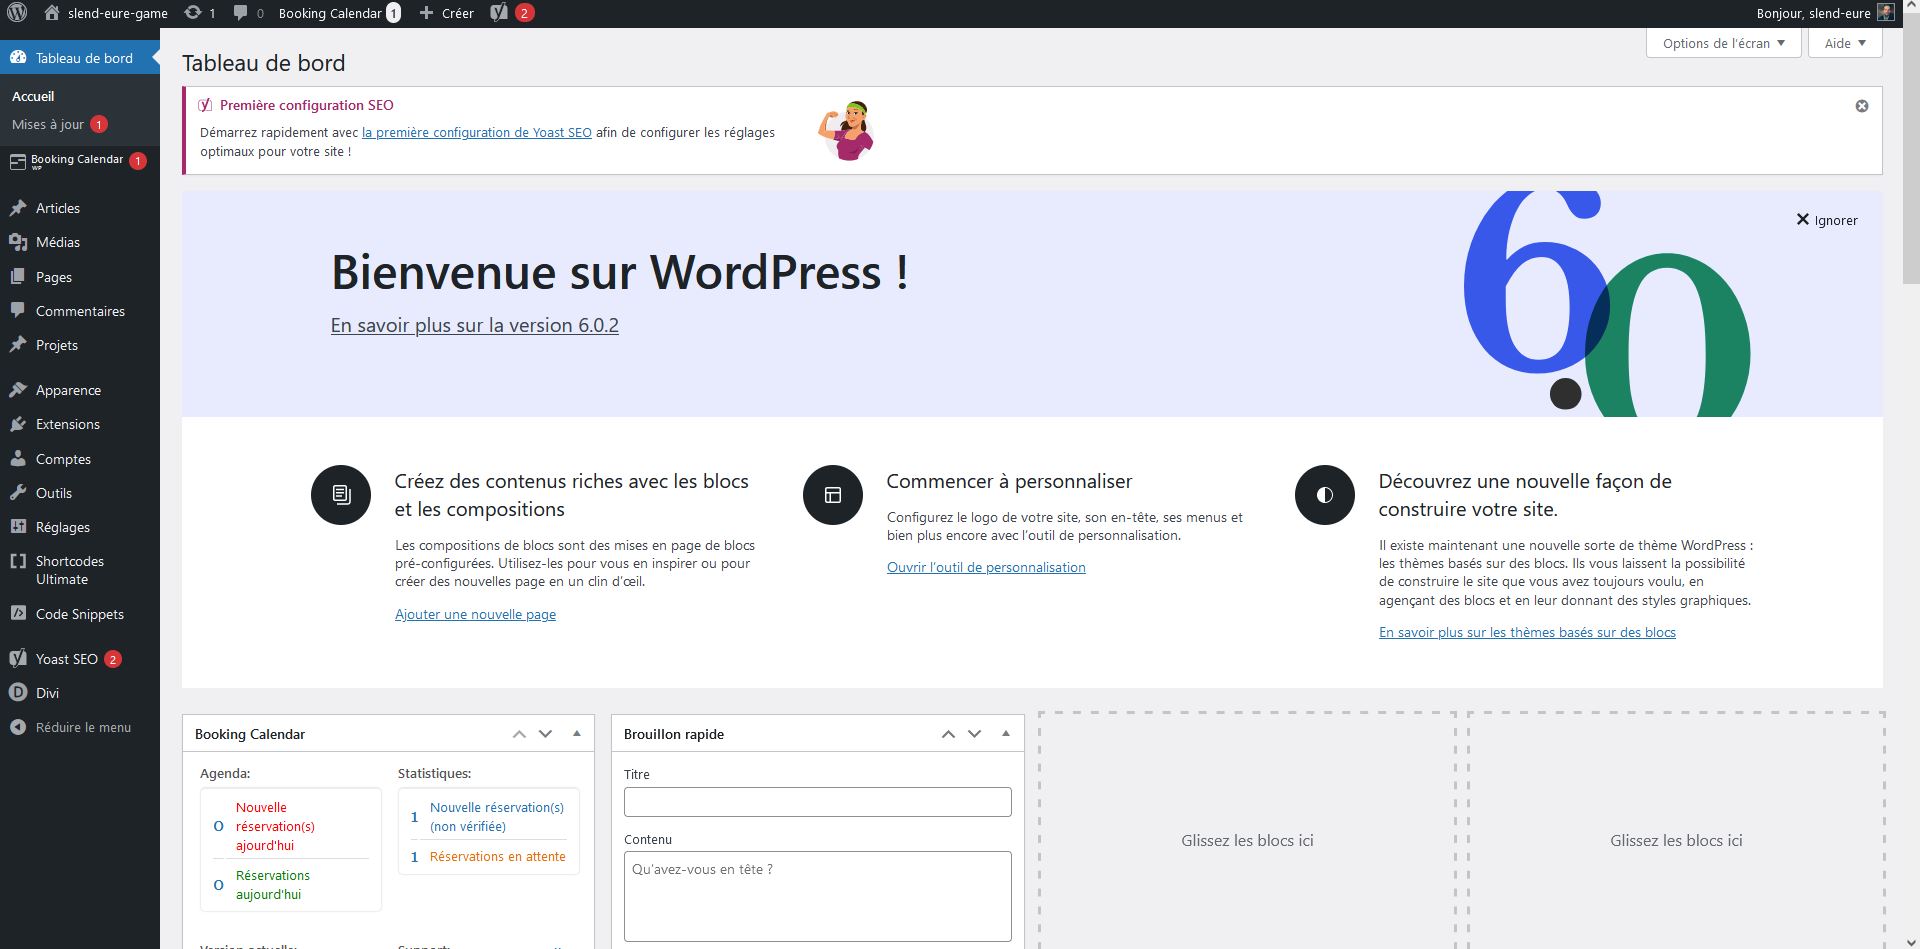 slend-eure-game 1 0 Booking Calendar 1 Créer 2 Bonjour, slend-eure
Tableau de bord
Accueil
Mises à jour 1
Booking Calendar 1
WP
Articles
Médias
Pages
Commentaires
Projets
Apparence
Extensions
Comptes
Outils
Réglages
Shortcodes
Ultimate
Code Snippets
Yoast SEO 2
Divi
Réduire le menu
Options de l'écran Aide
Tableau de bord
Première configuration SEO
Démarrez rapidement avec la première configuration de Yoast SEO afin de configurer les réglages
optimaux pour votre site !
Ignorer
6.0
Bienvenue sur WordPress !
En savoir plus sur la version 6.0.2
Créez des contenus riches avec les blocs
et les compositions
Les compositions de blocs sont des mises en page de blocs
pré-configurées. Utilisez-les pour vous en inspirer ou pour
créer des nouvelles page en un clin d'œil.
Ajouter une nouvelle page
Commencer à personnaliser
Configurez le logo de votre site, son en-tête, ses menus et
bien plus encore avec l'outil de personnalisation.
Ouvrir l'outil de personnalisation
Découvrez une nouvelle façon de
construire votre site.
Il existe maintenant une nouvelle sorte de thème WordPress :
les thèmes basés sur des blocs. Ils vous laissent la possibilité
de construire le site que vous avez toujours voulu, en
agençant des blocs et en leur donnant des styles graphiques.
En savoir plus sur les thèmes basés sur des blocs
Booking Calendar
Agenda:
0 Nouvelle
réservation(s)
ajourd'hui
0 Réservations
aujourd'hui
Statistiques:
1 Nouvelle réservation(s)
(non vérifiée)
1 Réservations en attente
Version actuelle:
Support:
Brouillon rapide
Titre
Contenu
Qu'avez-vous en tête ?
Glissez les blocs ici
Glissez les blocs ici